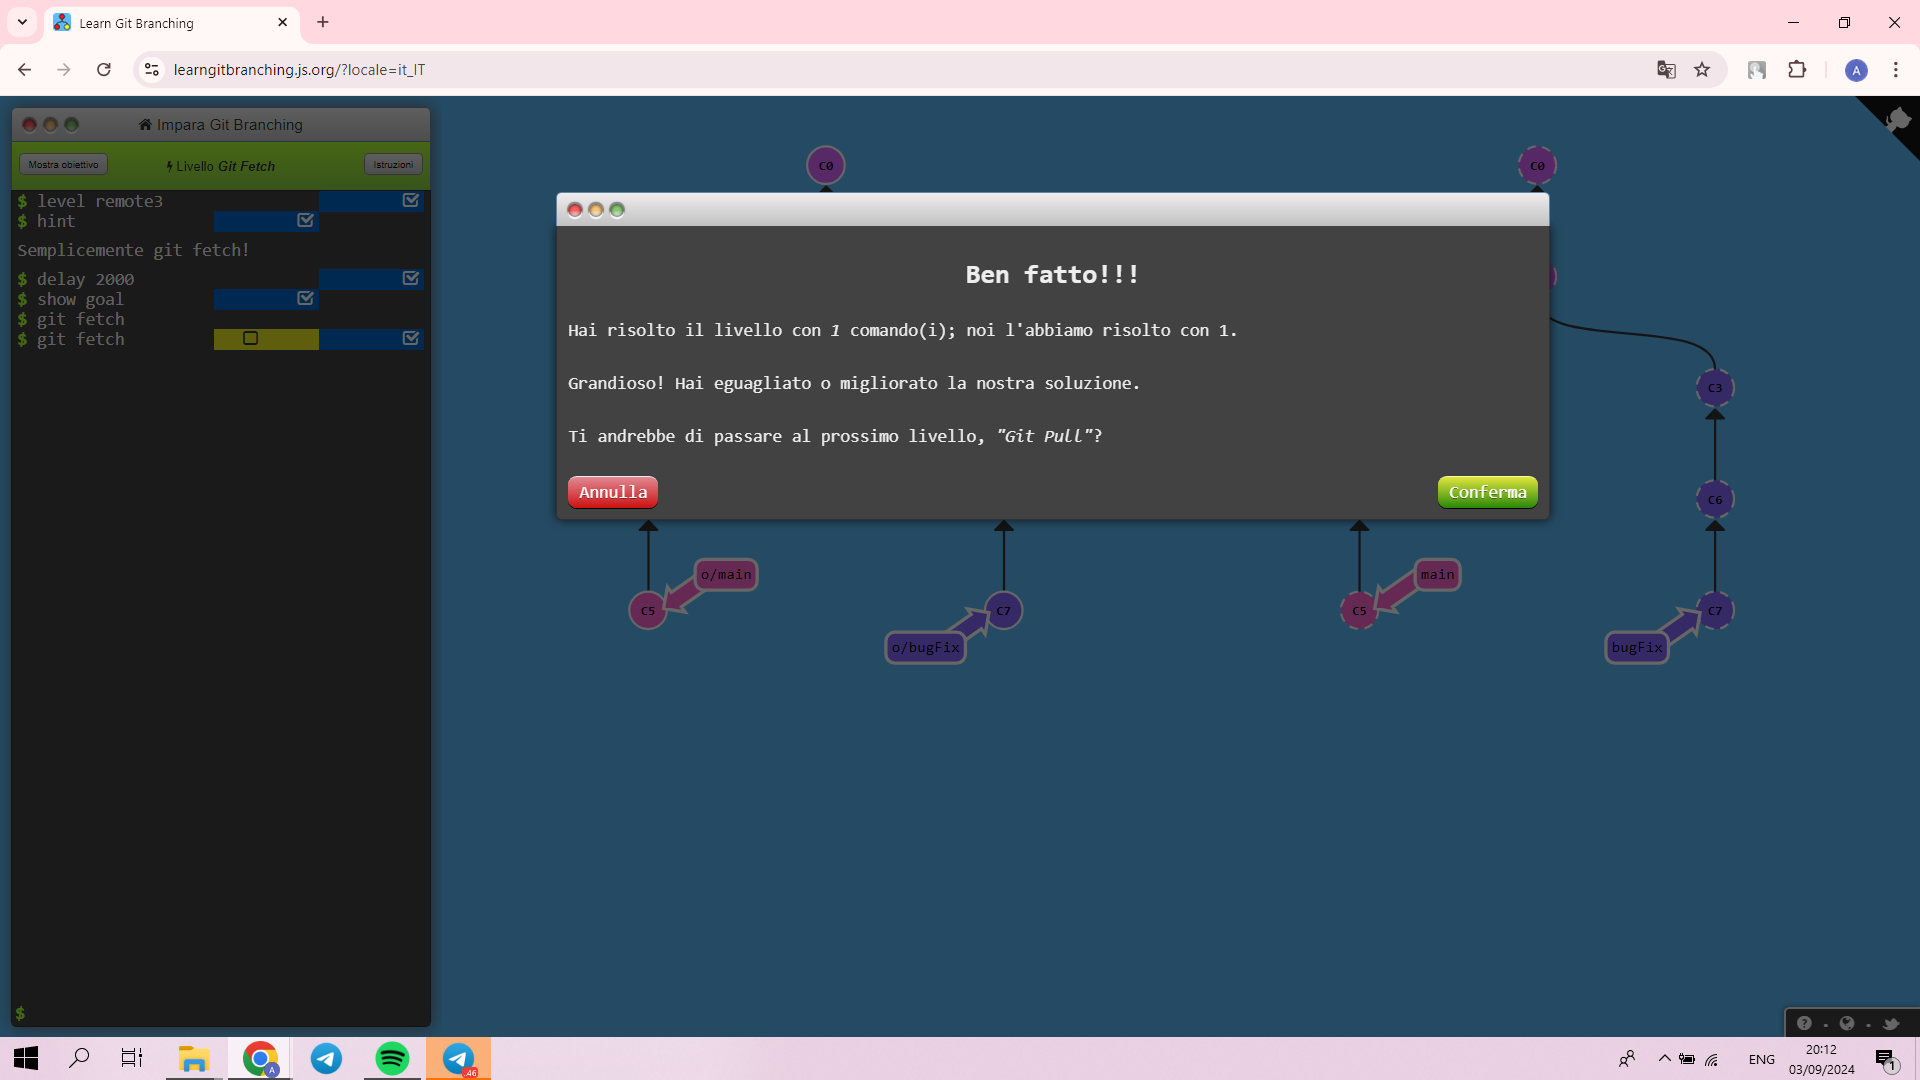 Learn Git Branching
learngitbranching.js.org/?locale=it_IT
A
Impara Git Branching
Mostra obiettivo
Livello Git Fetch
Istruzioni
$ level remote3
$ hint
Semplicemente git fetch!
$ delay 2000
$ show goal
$ git fetch
$ git fetch
$
C0
C0
Ben fatto!!!
Hai risolto il livello con 1 comando(i); noi l'abbiamo risolto con 1.
Grandioso! Hai eguagliato o migliorato la nostra soluzione.
Ti andrebbe di passare al prossimo livello, "Git Pull"?
Annulla
Conferma
C3
C6
o/main
main
C5
C7
C5
C7
o/bugFix
bugFix
A
.46
ENG
20:12
03/09/2024
1